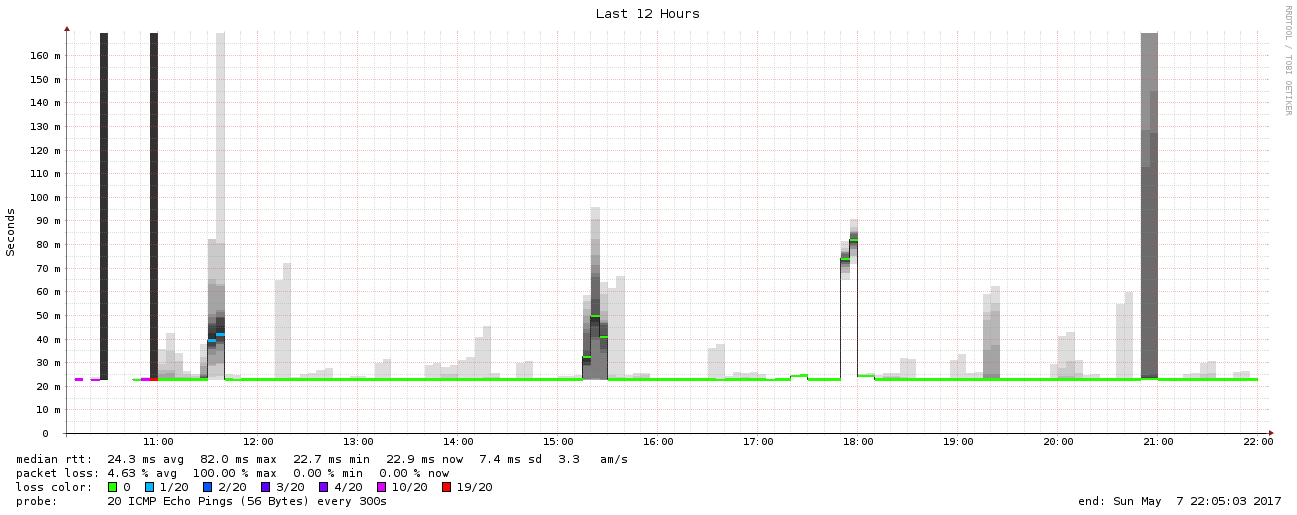 Last 12 Hours
RRDTOOL / TOBI OETIKER
Seconds
160 m
150 m
140 m
130 m
120 m
110 m
100 m
90 m
80 m
70 m
60 m
50 m
40 m
30 m
20 m
10 m
0
11:00 12:00 13:00 14:00 15:00 16:00 17:00 18:00 19:00 20:00 21:00 22:00
median rtt: 24.3 ms avg 82.0 ms max 22.7 ms min 22.9 ms now 7.4 ms sd 3.3 am/s
packet loss: 4.63 % avg 100.00 % max 0.00 % min 0.00 % now
loss color: 0 1/20 2/20 3/20 4/20 10/20 19/20
probe: 20 ICMP Echo Pings (56 Bytes) every 300s end: Sun May 7 22:05:03 2017